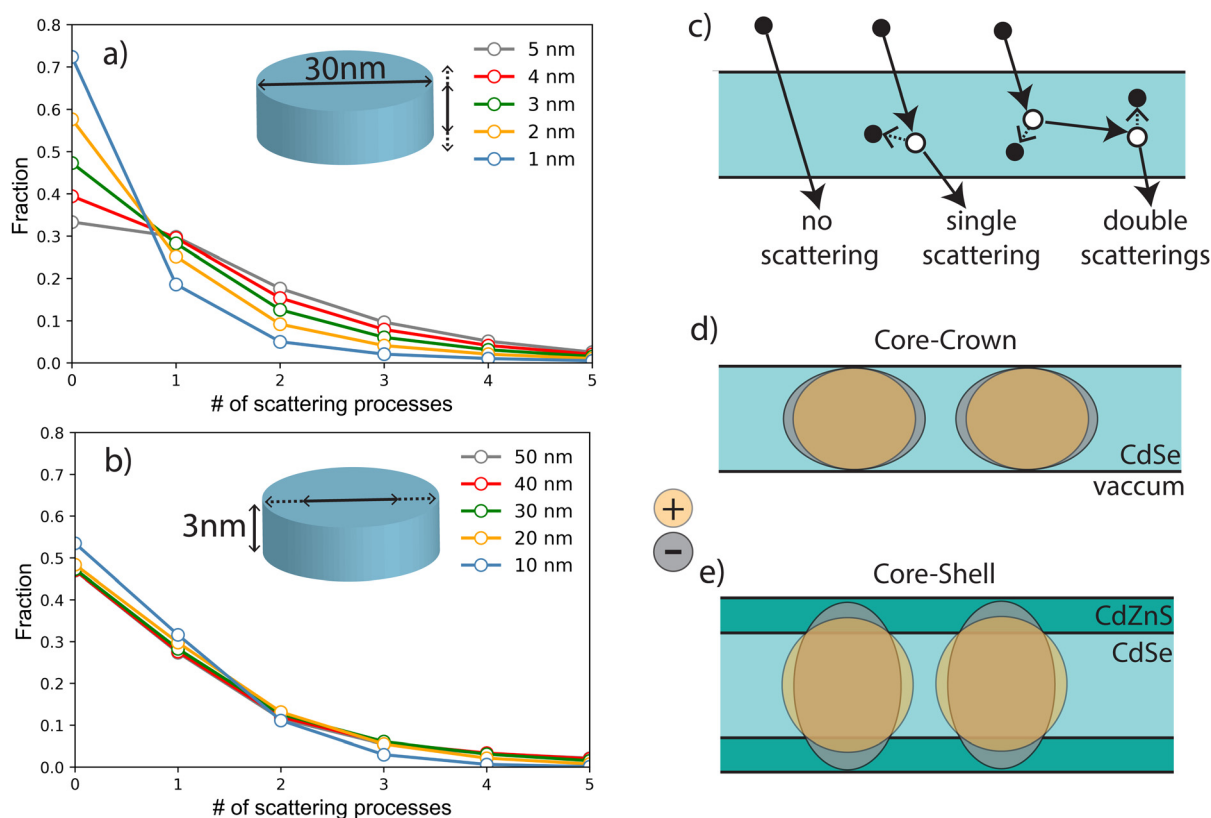 a)
30nm
5 nm
4 nm
3 nm
2 nm
1 nm
Fraction
0.8
0.7
0.6
0.5
0.4
0.3
0.2
0.1
0.0
0 1 2 3 4 5
# of scattering processes
b)
3nm
50 nm
40 nm
30 nm
20 nm
10 nm
Fraction
0.8
0.7
0.6
0.5
0.4
0.3
0.2
0.1
0.0
0 1 2 3 4 5
# of scattering processes
c)
no scattering
single scattering
double scatterings
d)
Core-Crown
CdSe
vaccum
+
−
e)
Core-Shell
CdZnS
CdSe